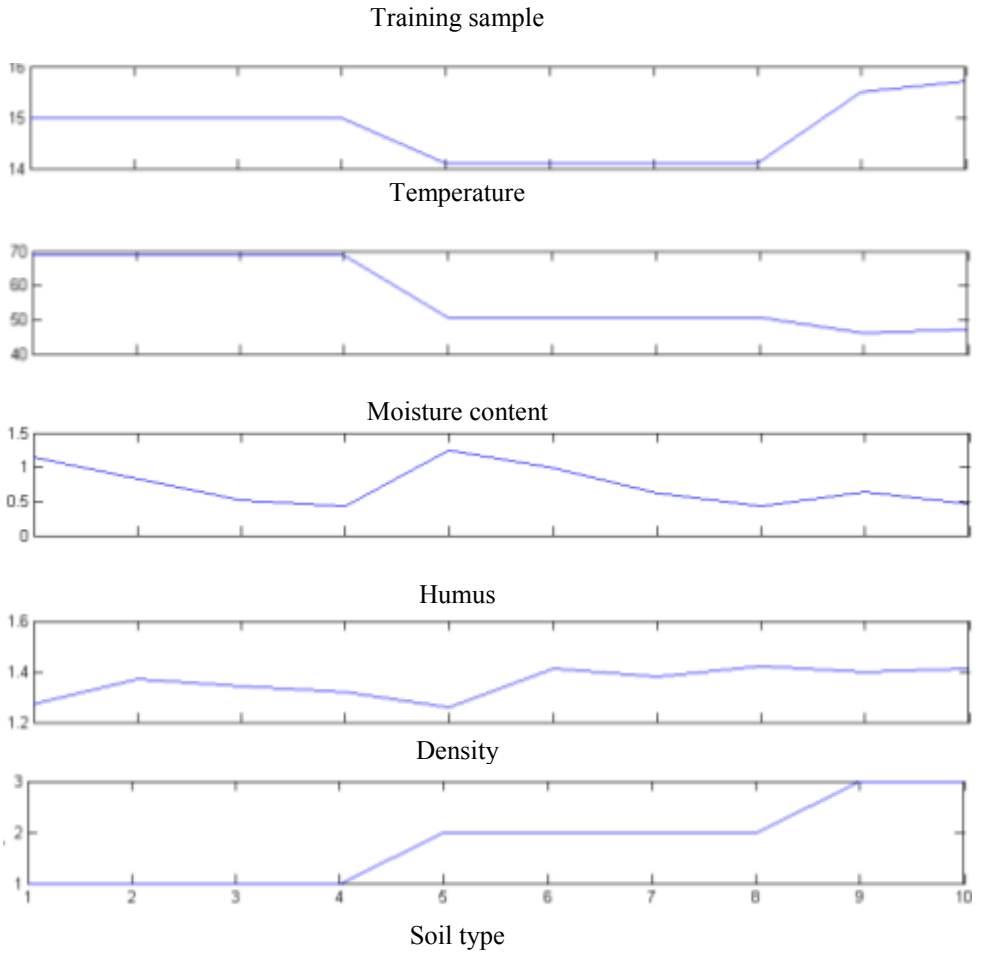 Training sample
16
15
14
Temperature
70
60
50
40
Moisture content
1.5
1
0.5
0
Humus
1.6
1.4
1.2
Density
3
2
1
1 2 3 4 5 6 7 8 9 10
Soil type